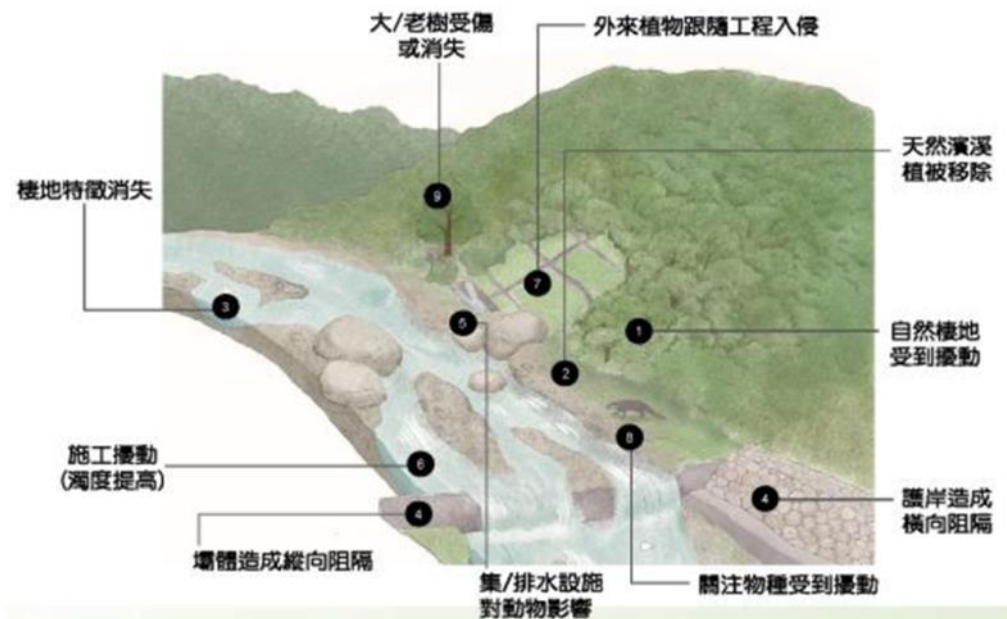 大/老樹受傷
或消失
外來植物跟隨工程入侵
天然濱溪
植被移除
棲地特徵消失
9
7
3
5
1
2
自然棲地
受到擾動
8
施工擾動
(濁度提高)
6
4
4
護岸造成
橫向阻隔
壩體造成縱向阻隔
集/排水設施
對動物影響
關注物種受到擾動